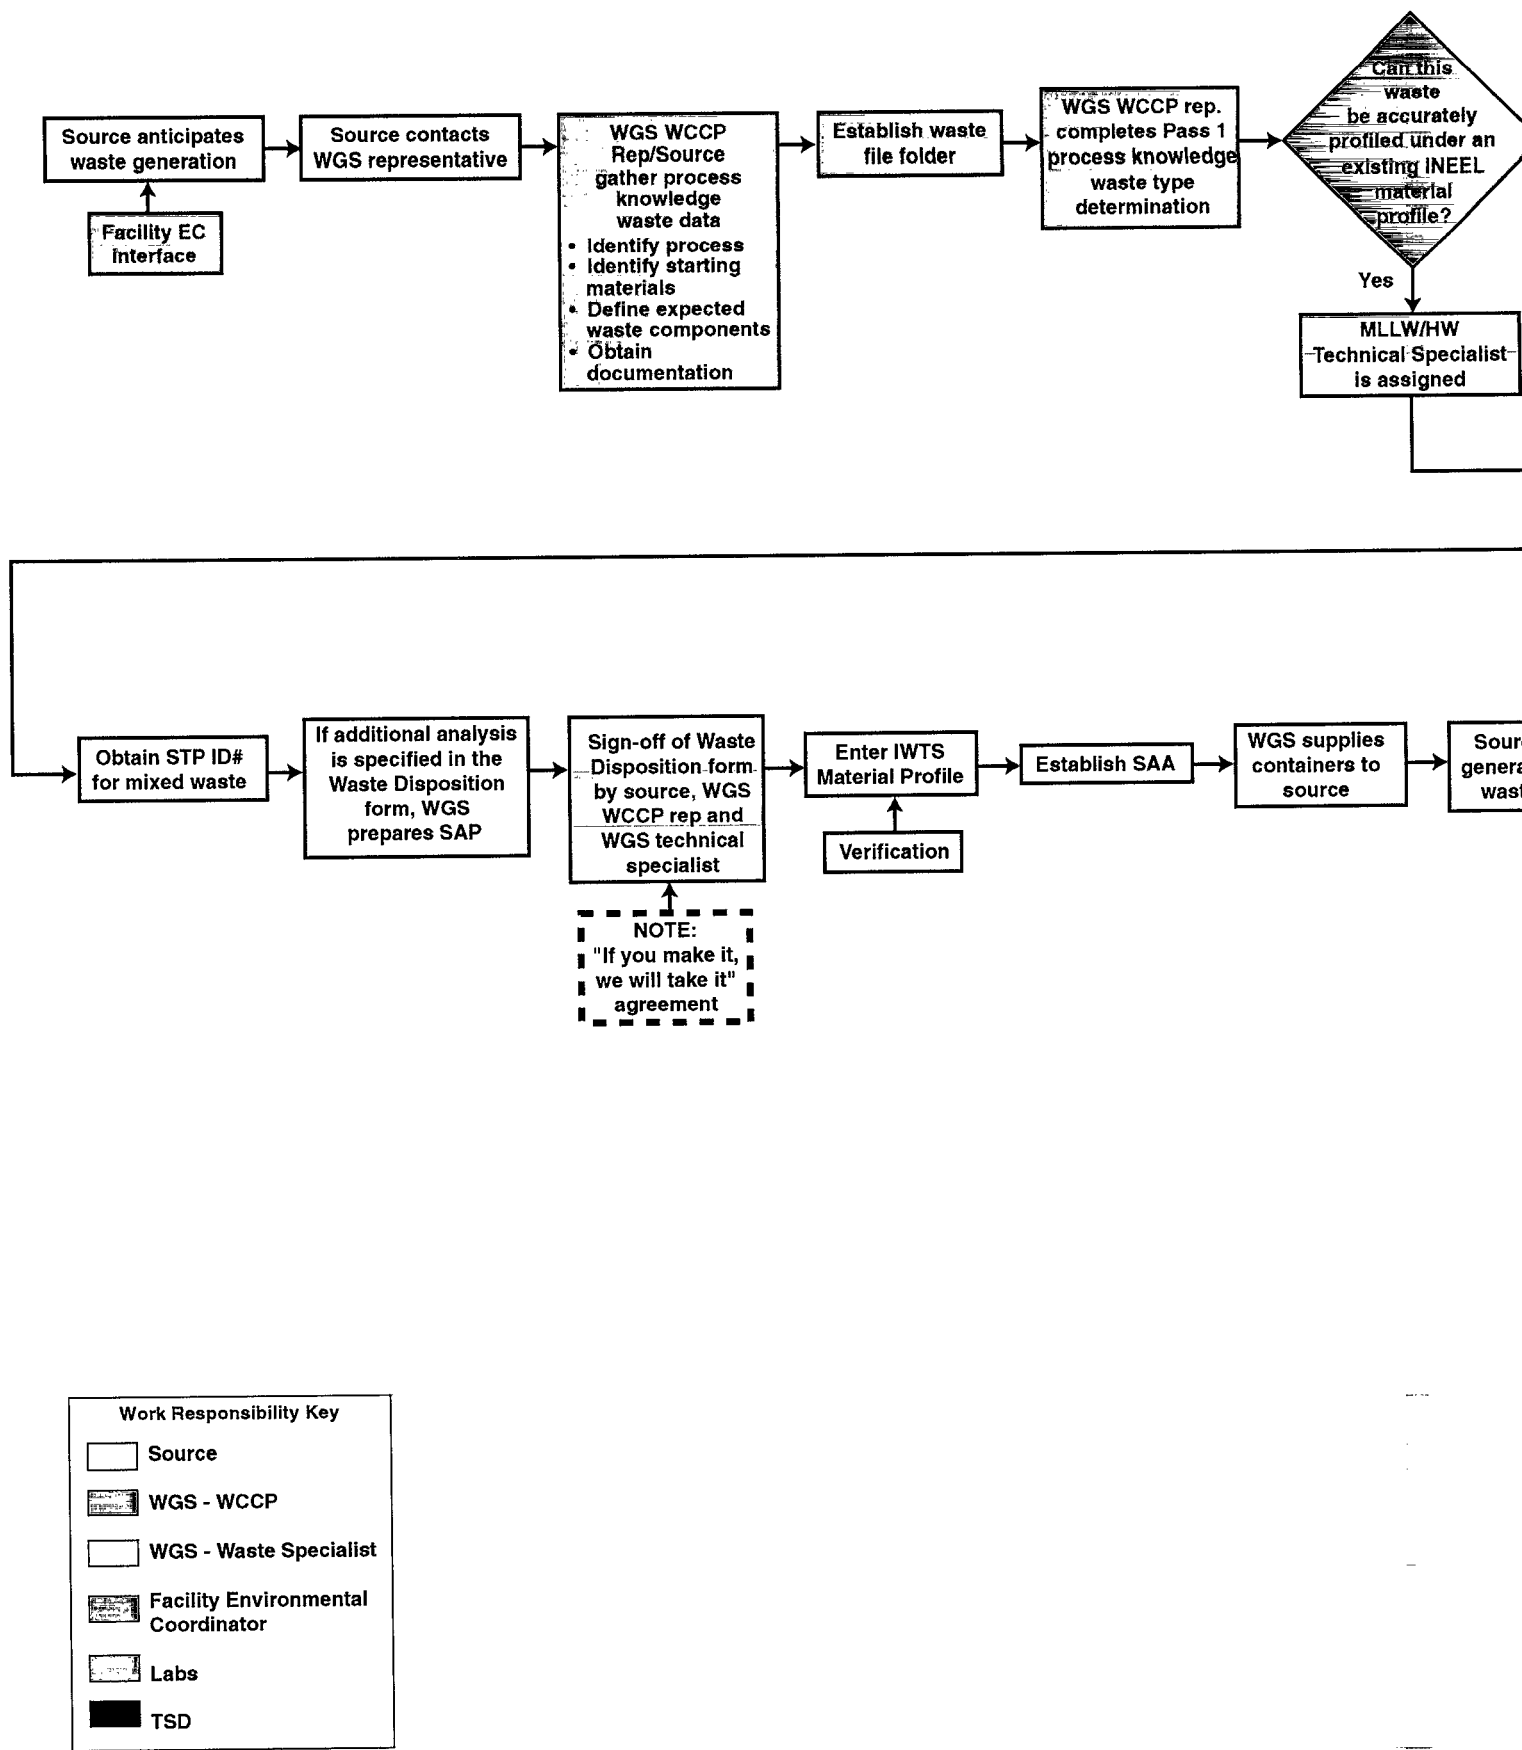 Source anticipates
waste generation
Facility EC
Interface
Source contacts
WGS representative
WGS WCCP
Rep/Source
gather process
knowledge
waste data
• Identify process
• Identify starting
materials
• Define expected
waste components
• Obtain
documentation
Establish waste
file folder
WGS WCCP rep.
completes Pass 1
process knowledge
waste type
determination
Can this
waste
be accurately
profiled under an
existing INEEL
material
profile?
Yes
MLLW/HW
Technical Specialist
is assigned
Obtain STP ID#
for mixed waste
If additional analysis
is specified in the
Waste Disposition
form, WGS
prepares SAP
Sign-off of Waste
Disposition form
by source, WGS
WCCP rep and
WGS technical
specialist
NOTE:
"If you make it,
we will take it"
agreement
Enter IWTS
Material Profile
Verification
Establish SAA
WGS supplies
containers to
source
Sour
genera
wast
Work Responsibility Key
Source
WGS - WCCP
WGS - Waste Specialist
Facility Environmental
Coordinator
Labs
TSD